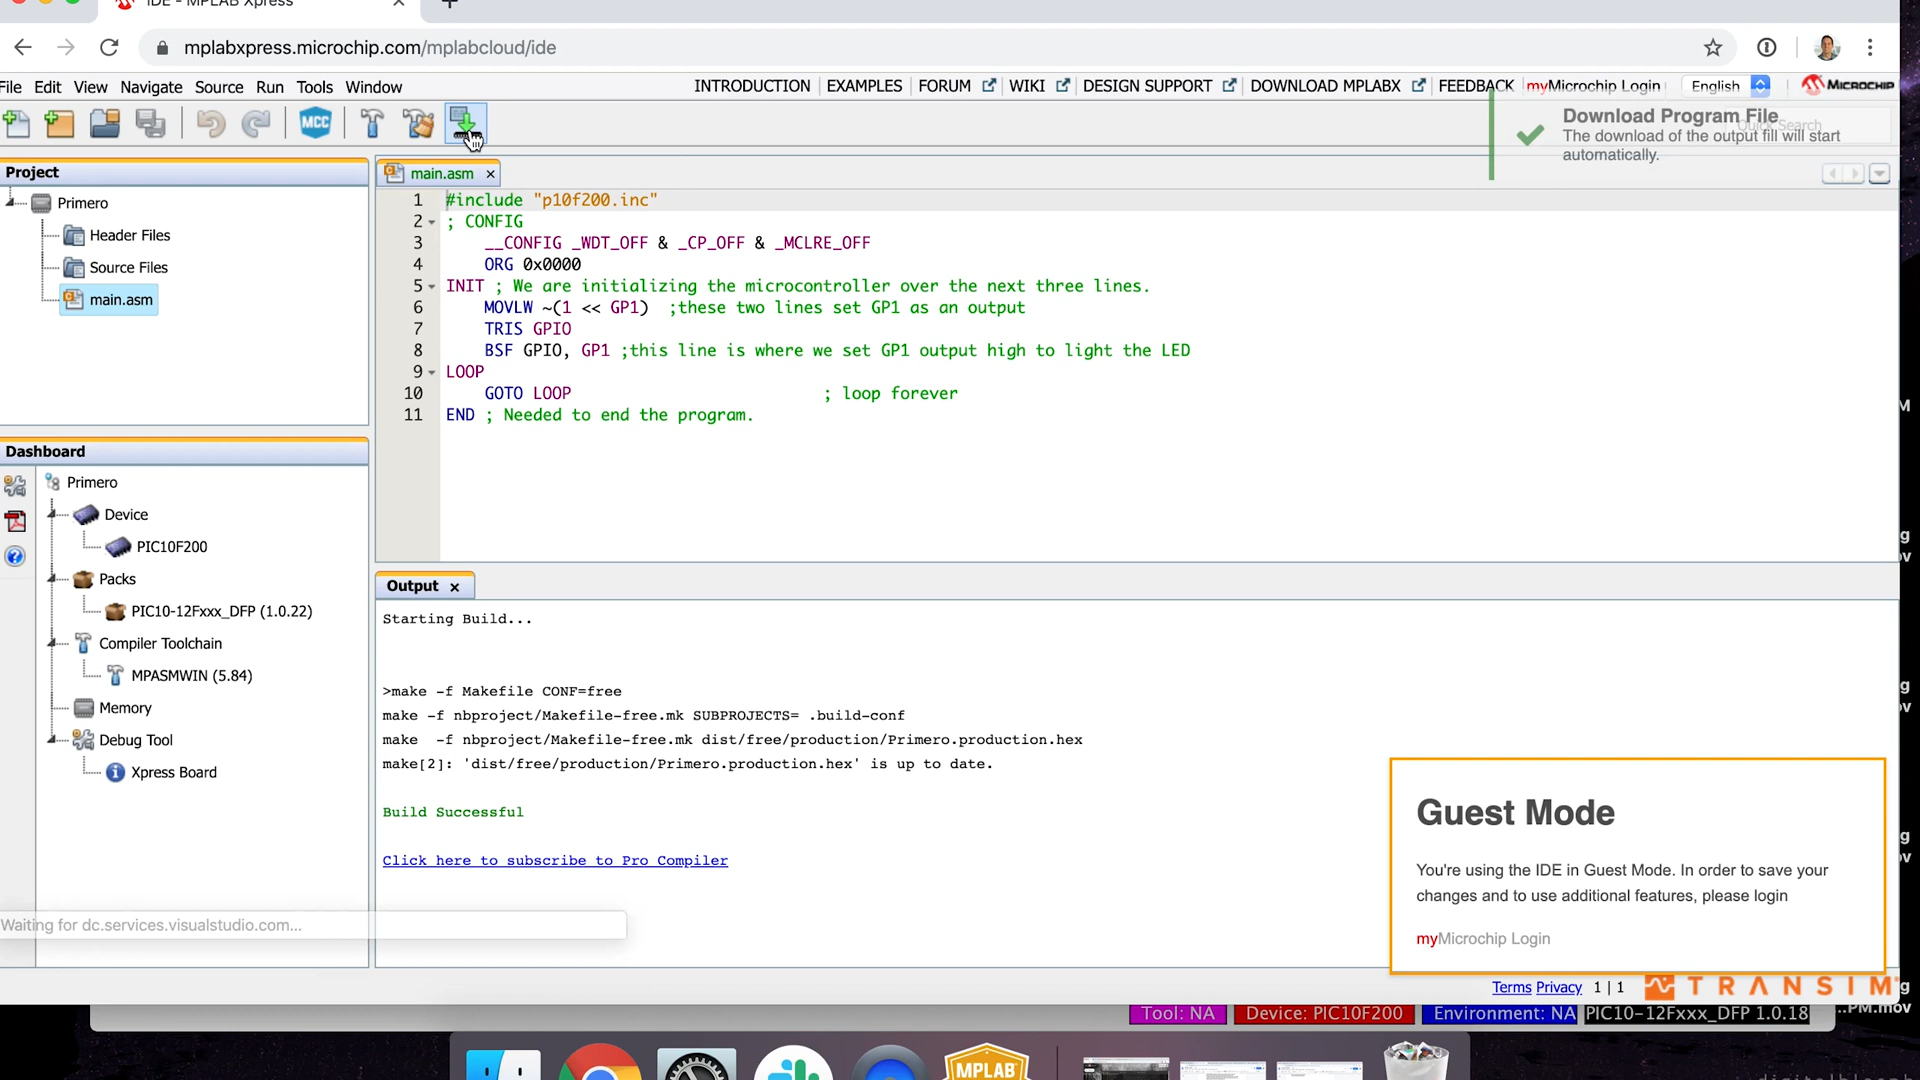 IDE - MPLAB Xpress
mplabxpress.microchip.com/mplabcloud/ide
File Edit View Navigate Source Run Tools Window
INTRODUCTION EXAMPLES FORUM WIKI DESIGN SUPPORT DOWNLOAD MPLABX FEEDBACK myMicrochip Login English MICROCHIP
MCC
Download Program File
Quick Search
The download of the output fill will start
automatically.
Project
Primero
Header Files
Source Files
main.asm
main.asm
1 #include "p10f200.inc"
2 ; CONFIG
3 __CONFIG _WDT_OFF & _CP_OFF & _MCLRE_OFF
4 ORG 0x0000
5 INIT ; We are initializing the microcontroller over the next three lines.
6 MOVLW ~(1 << GP1) ;these two lines set GP1 as an output
7 TRIS GPIO
8 BSF GPIO, GP1 ;this line is where we set GP1 output high to light the LED
9 LOOP
10 GOTO LOOP ; loop forever
11 END ; Needed to end the program.
Dashboard
Primero
Device
PIC10F200
Packs
PIC10-12Fxxx_DFP (1.0.22)
Compiler Toolchain
MPASMWIN (5.84)
Memory
Debug Tool
Xpress Board
Output
Starting Build...
>make -f Makefile CONF=free
make -f nbproject/Makefile-free.mk SUBPROJECTS= .build-conf
make -f nbproject/Makefile-free.mk dist/free/production/Primero.production.hex
make[2]: 'dist/free/production/Primero.production.hex' is up to date.
Build Successful
Click here to subscribe to Pro Compiler
Waiting for dc.services.visualstudio.com...
Guest Mode
You're using the IDE in Guest Mode. In order to save your
changes and to use additional features, please login
myMicrochip Login
Terms Privacy 1 | 1 TRANSIM
Tool: NA Device: PIC10F200 Environment: NA PIC10-12Fxxx_DFP 1.0.18
...PM.mov
MPLAB